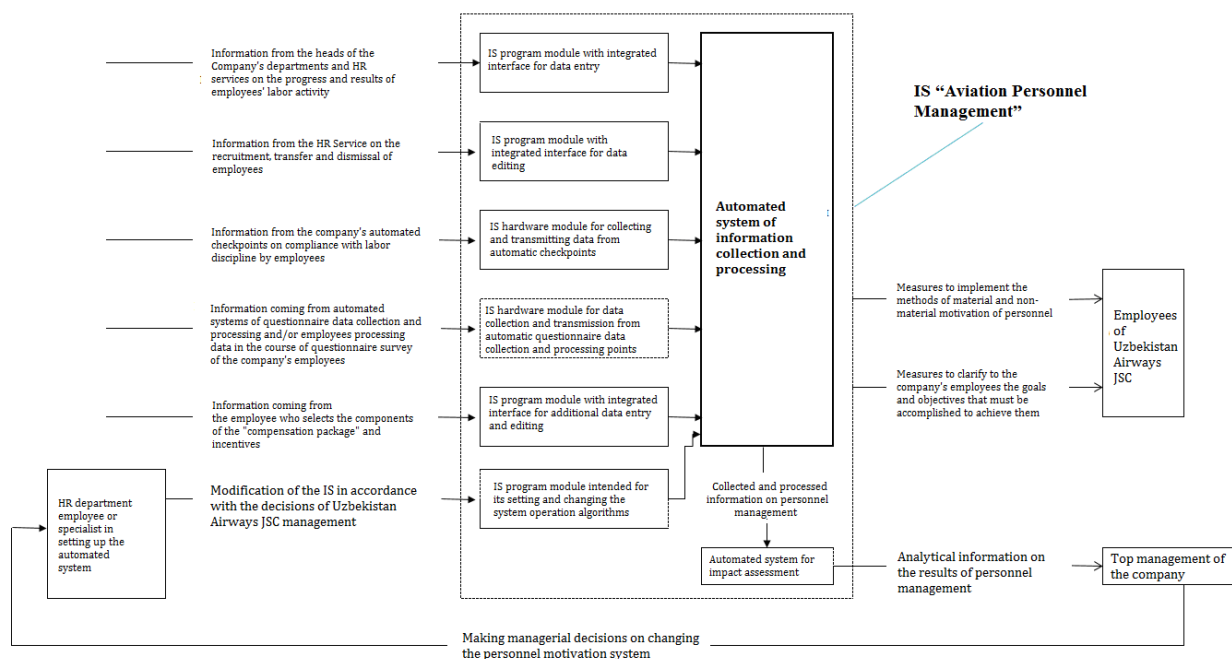 Information from the heads of the
Company's departments and HR
services on the progress and results of
employees' labor activity
IS program module with integrated
interface for data entry
IS “Aviation Personnel
Management”
Information from the HR Service on the
recruitment, transfer and dismissal of
employees
IS program module with
integrated interface for data
editing
Information from the company's automated
checkpoints on compliance with labor
discipline by employees
IS hardware module for collecting
and transmitting data from
automatic checkpoints
Automated
system of
information
collection and
processing
Information coming from automated
systems of questionnaire data collection and
processing and/or employees processing
data in the course of questionnaire survey
of the company's employees
IS hardware module for data
collection and transmission from
automatic questionnaire data
collection and processing points
Measures to implement the
methods of material and non-
material motivation of personnel
Employees
of
Uzbekistan
Airways
JSC
Measures to clarify to the
company's employees the goals
and objectives that must be
accomplished to achieve them
Information coming from
the employee who selects the components
of the "compensation package" and
incentives
IS program module with integrated
interface for additional data entry
and editing
HR department
employee or
specialist in
setting up the
automated
system
Modification of the IS in accordance
with the decisions of Uzbekistan
Airways JSC management
IS program module intended for
its setting and changing the
system operation algorithms
Collected and processed
information on personnel
management
Automated system for
impact assessment
Analytical information on
the results of personnel
management
Top management of
the company
Making managerial decisions on changing
the personnel motivation system